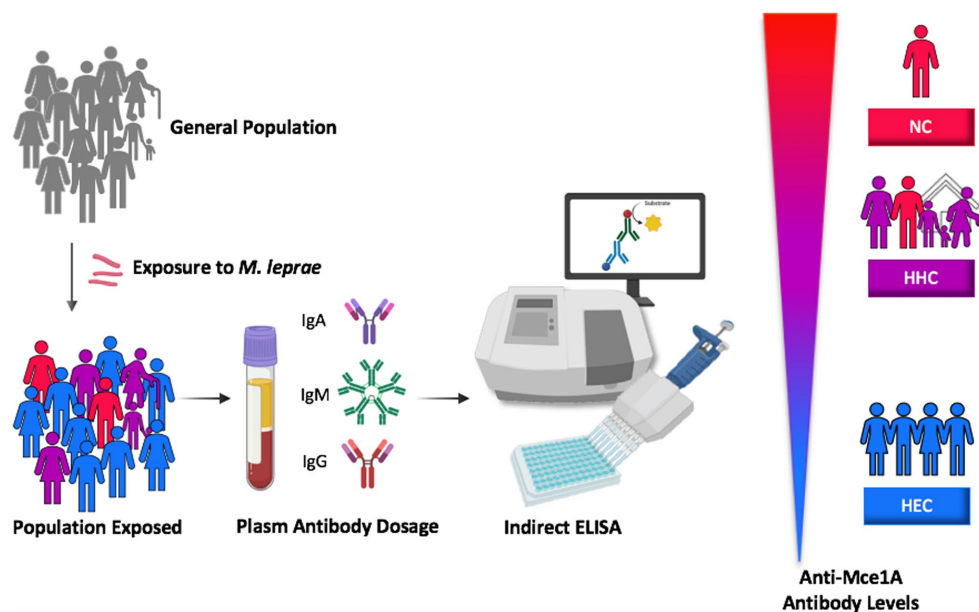 General Population
Exposure to M. leprae
Population Exposed
IgA
IgM
IgG
Plasm Antibody Dosage
Substrate
Indirect ELISA
NC
HHC
HEC
Anti-Mce1A
Antibody Levels